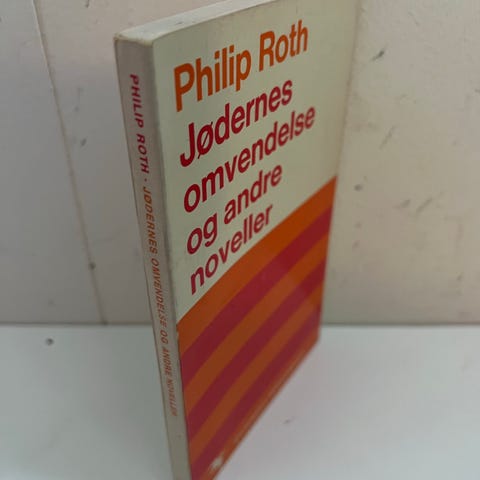 Philip Roth
Jødernes
omvendelse
og andre
noveller
PHILIP ROTH · JØDERNES OMVENDELSE OG ANDRE NOVELLER